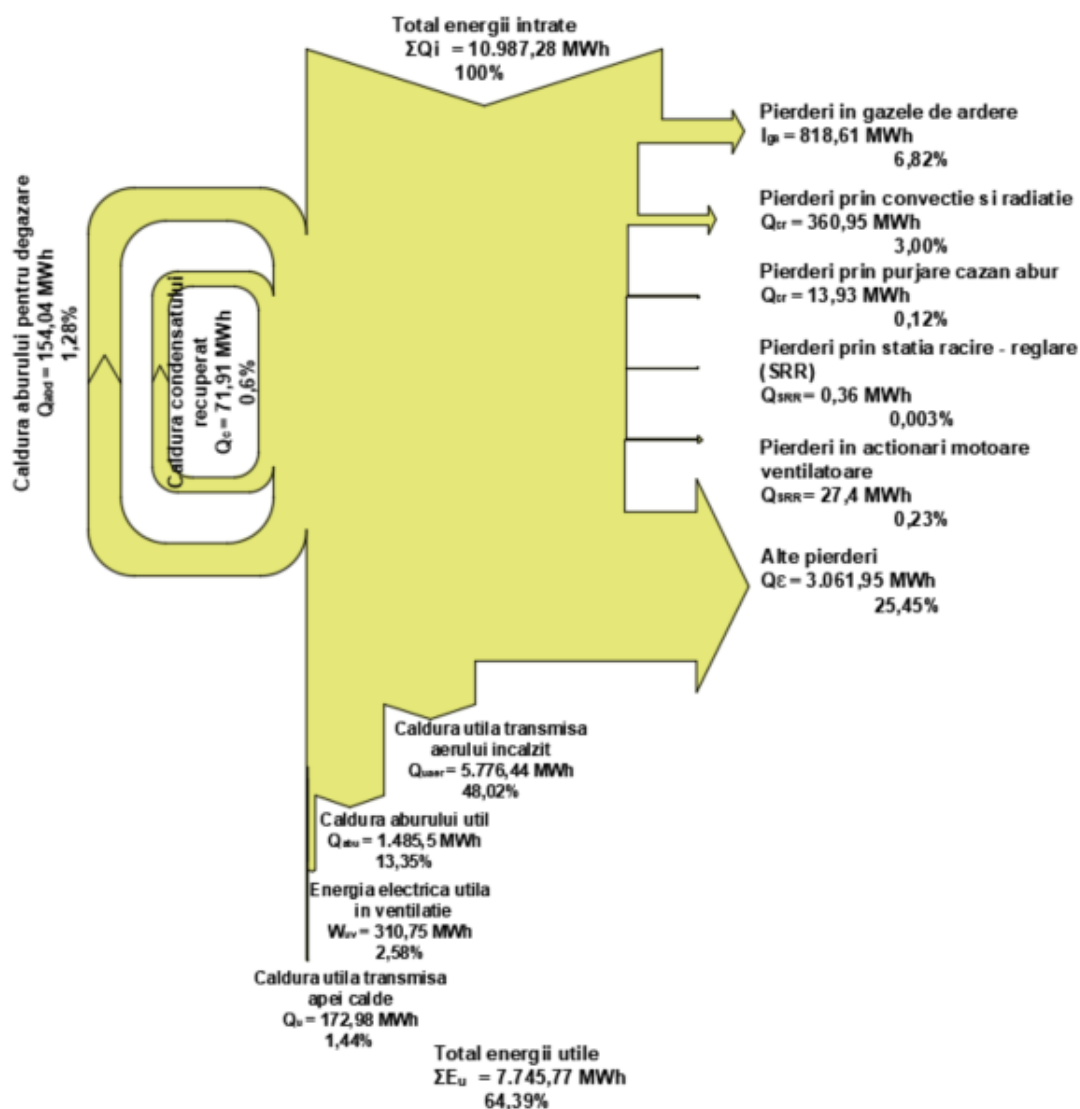 Total energii intrate
ΣQi = 10.987,28 MWh
100%
Pierderi in gazele de ardere
Iga = 818,61 MWh
6,82%
Pierderi prin convectie si radiatie
Qcr = 360,95 MWh
3,00%
Pierderi prin purjare cazan abur
Qcr = 13,93 MWh
0,12%
Pierderi prin statia racire - reglare
(SRR)
QSRR = 0,36 MWh
0,003%
Pierderi in actionari motoare
ventilatoare
QSRR = 27,4 MWh
0,23%
Alte pierderi
Qε = 3.061,95 MWh
25,45%
Caldura aburului pentru degazare
Qabd = 154,04 MWh
1,28%
Caldura condensatului
recuperat
Qc = 71,91 MWh
0,6%
Caldura utila transmisa
aerului incalzit
Quaer = 5.776,44 MWh
48,02%
Caldura aburului util
Qabu = 1.485,5 MWh
13,35%
Energia electrica utila
in ventilatie
Wuv = 310,75 MWh
2,58%
Caldura utila transmisa
apei calde
Qu = 172,98 MWh
1,44%
Total energii utile
ΣEu = 7.745,77 MWh
64,39%